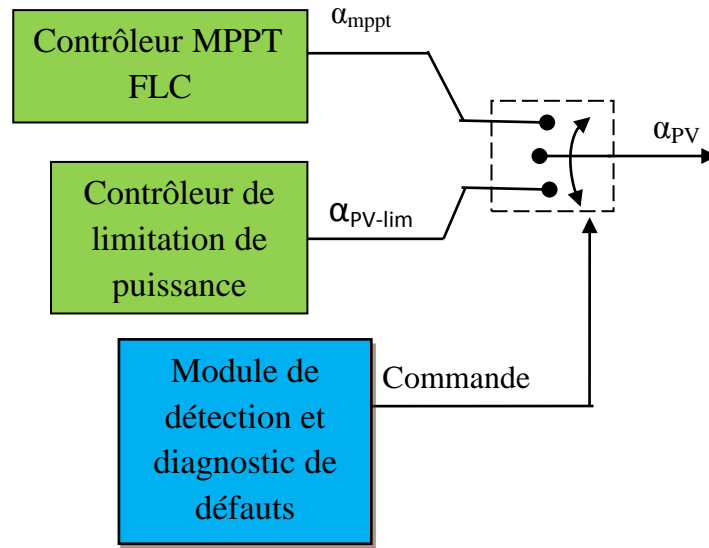 Contrôleur MPPT
FLC
αmppt
αPV
Contrôleur de
limitation de
puissance
αPV-lim
Module de
détection et
diagnostic de
défauts
Commande